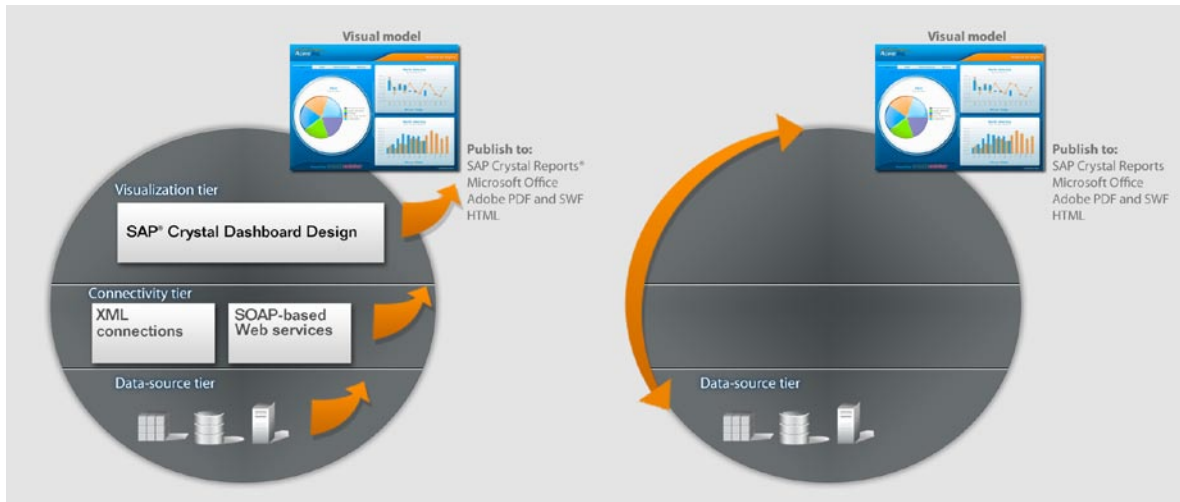 Visual model
Publish to:
SAP Crystal Reports®
Microsoft Office
Adobe PDF and SWF
HTML
Visualization tier
SAP® Crystal Dashboard Design
Connectivity tier
XML
connections
SOAP-based
Web services
Data-source tier
Visual model
Publish to:
SAP Crystal Reports
Microsoft Office
Adobe PDF and SWF
HTML
Data-source tier